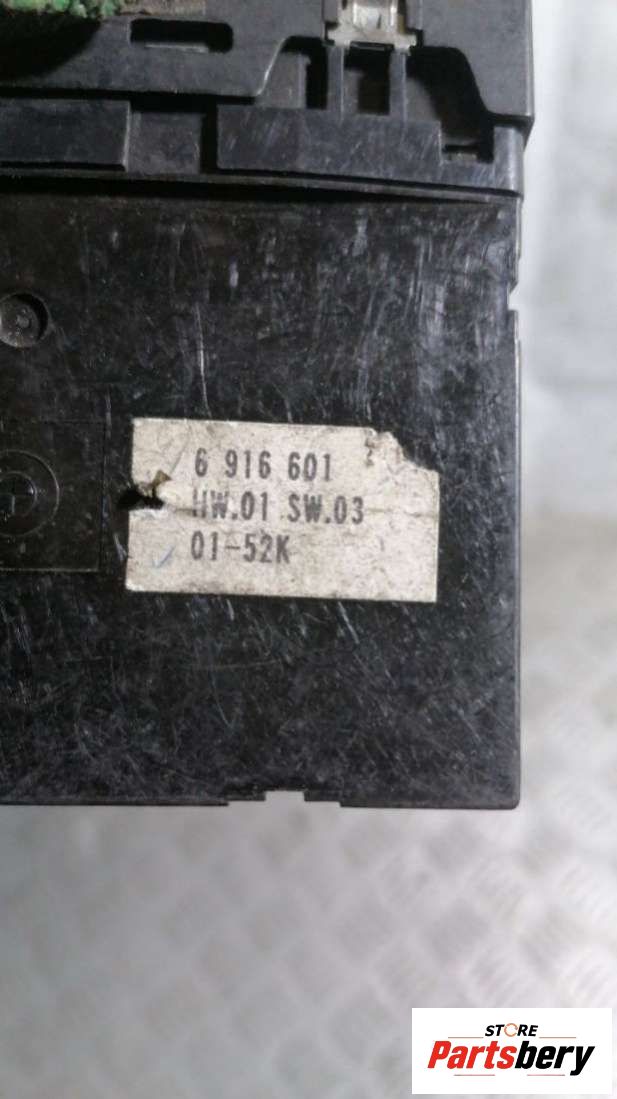 6 916 601
HW.01 SW.03
01-52K
STORE
Partsbery